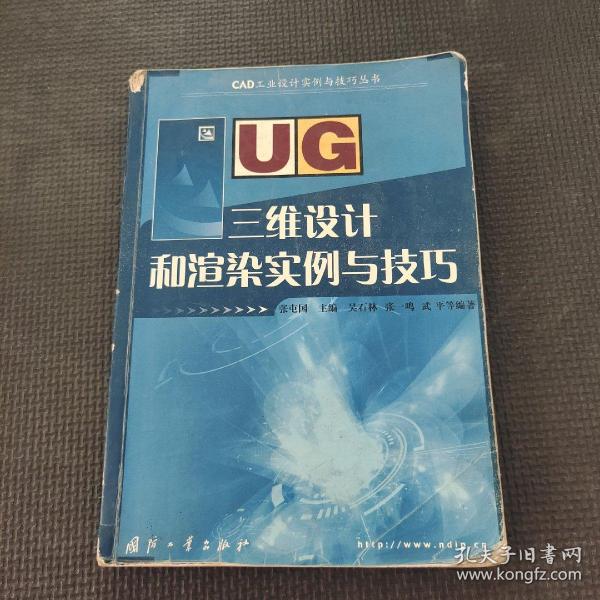 CAD工业设计实例与技巧丛书
UG
三维设计
和渲染实例与技巧
张屯国 主编 吴石林 张一鸣 武 平等编著
国防工业出版社
http://www.ndip.cn
孔夫子旧书网
www.kongfz.com